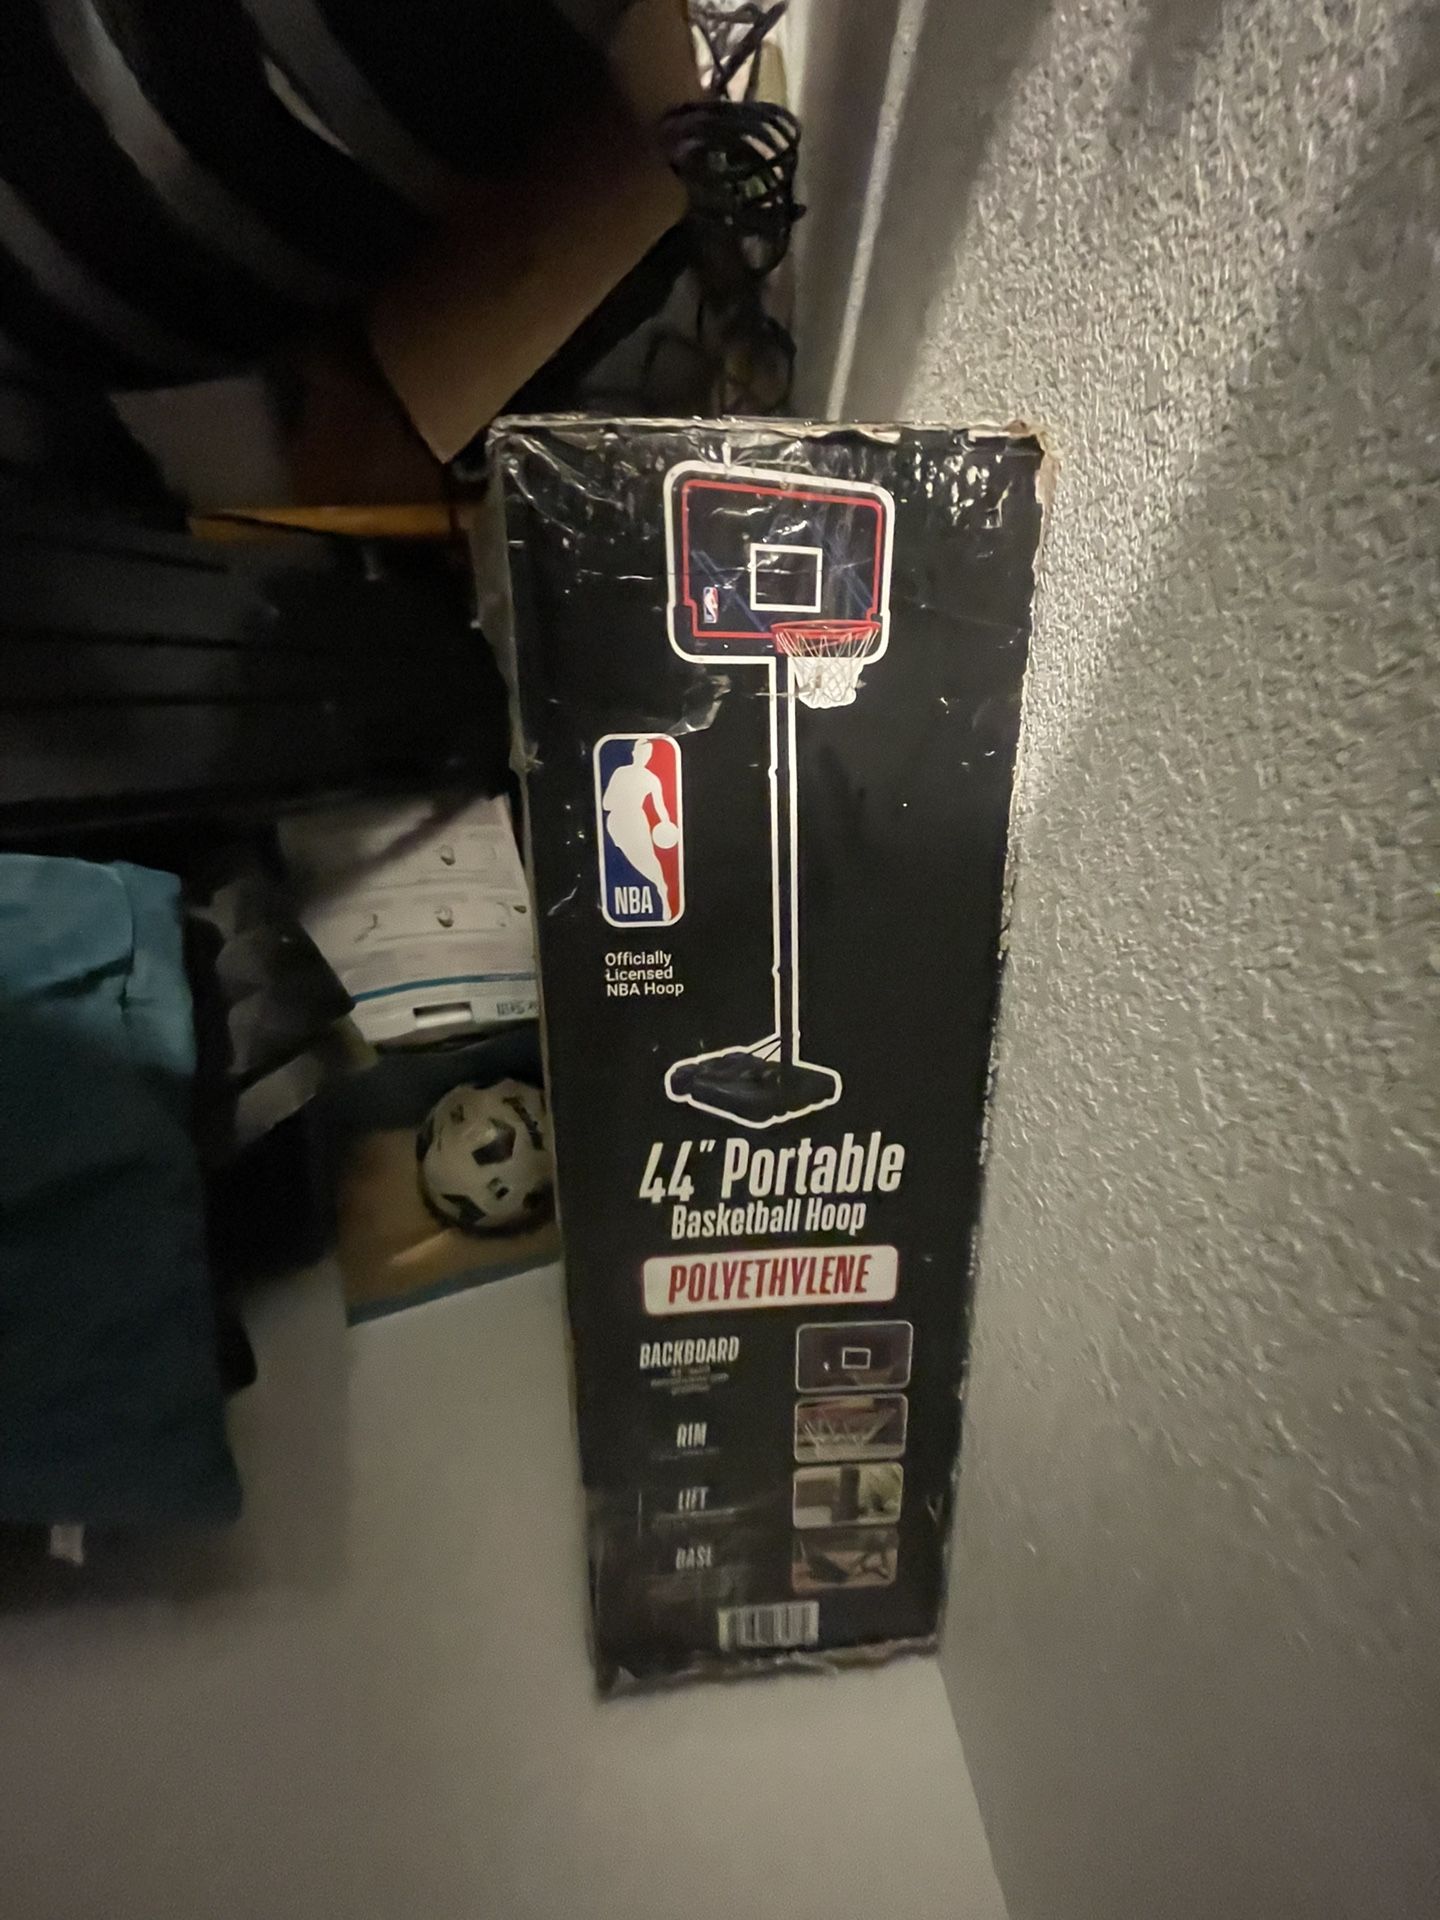 NBA
Officially
Licensed
NBA Hoop
44" Portable
Basketball Hoop
POLYETHYLENE
BACKBOARD
RIM
LIFT
BASE